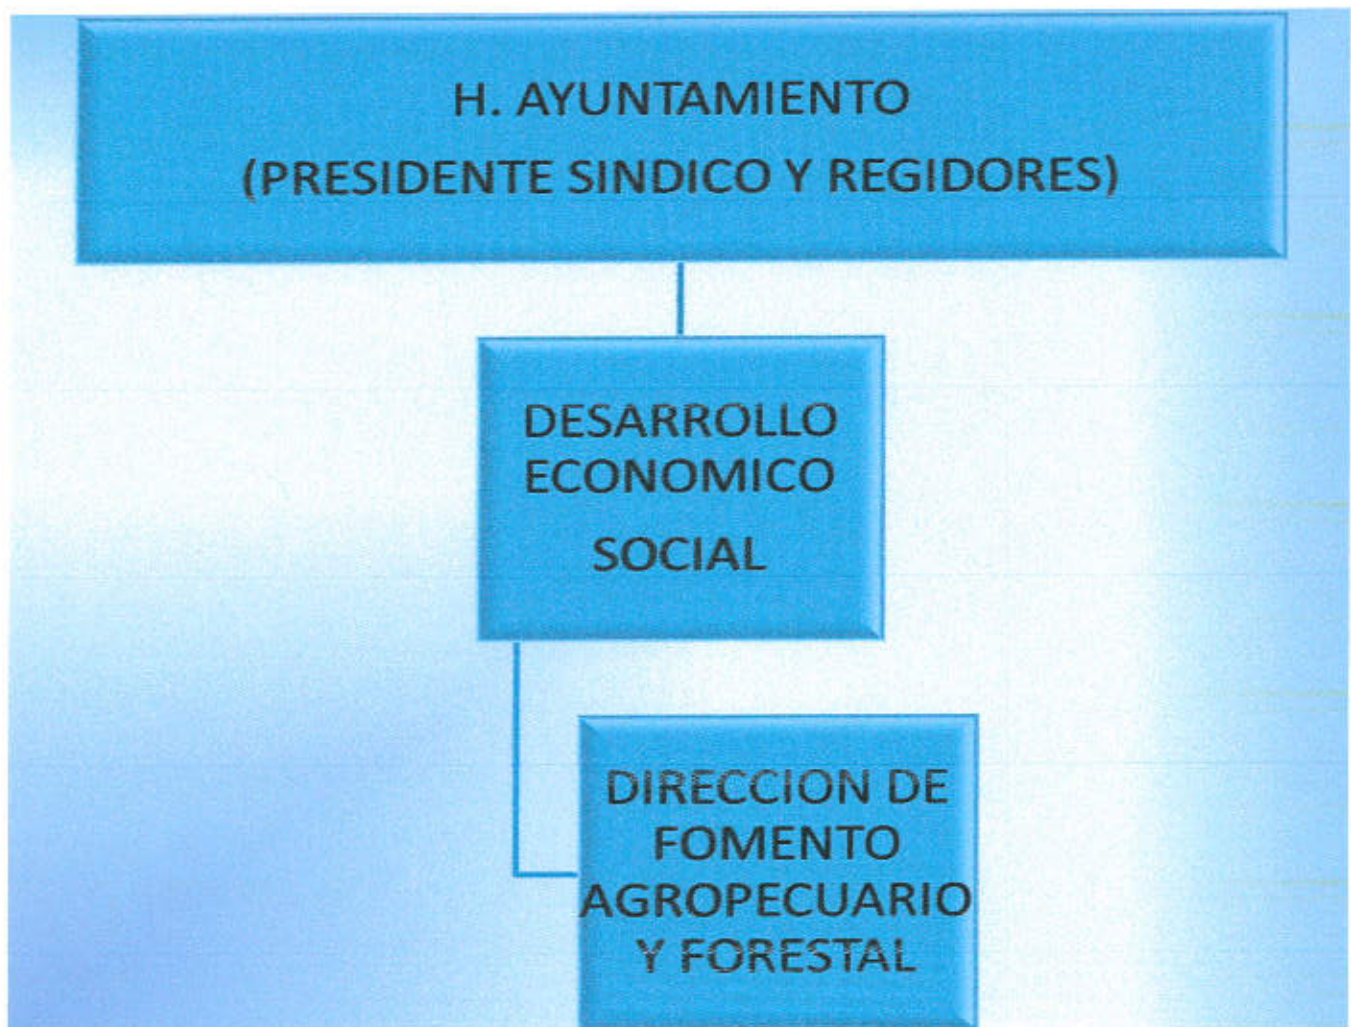 H. AYUNTAMIENTO
(PRESIDENTE SINDICO Y REGIDORES)
DESARROLLO
ECONOMICO
SOCIAL
DIRECCION DE
FOMENTO
AGROPECUARIO
Y FORESTAL